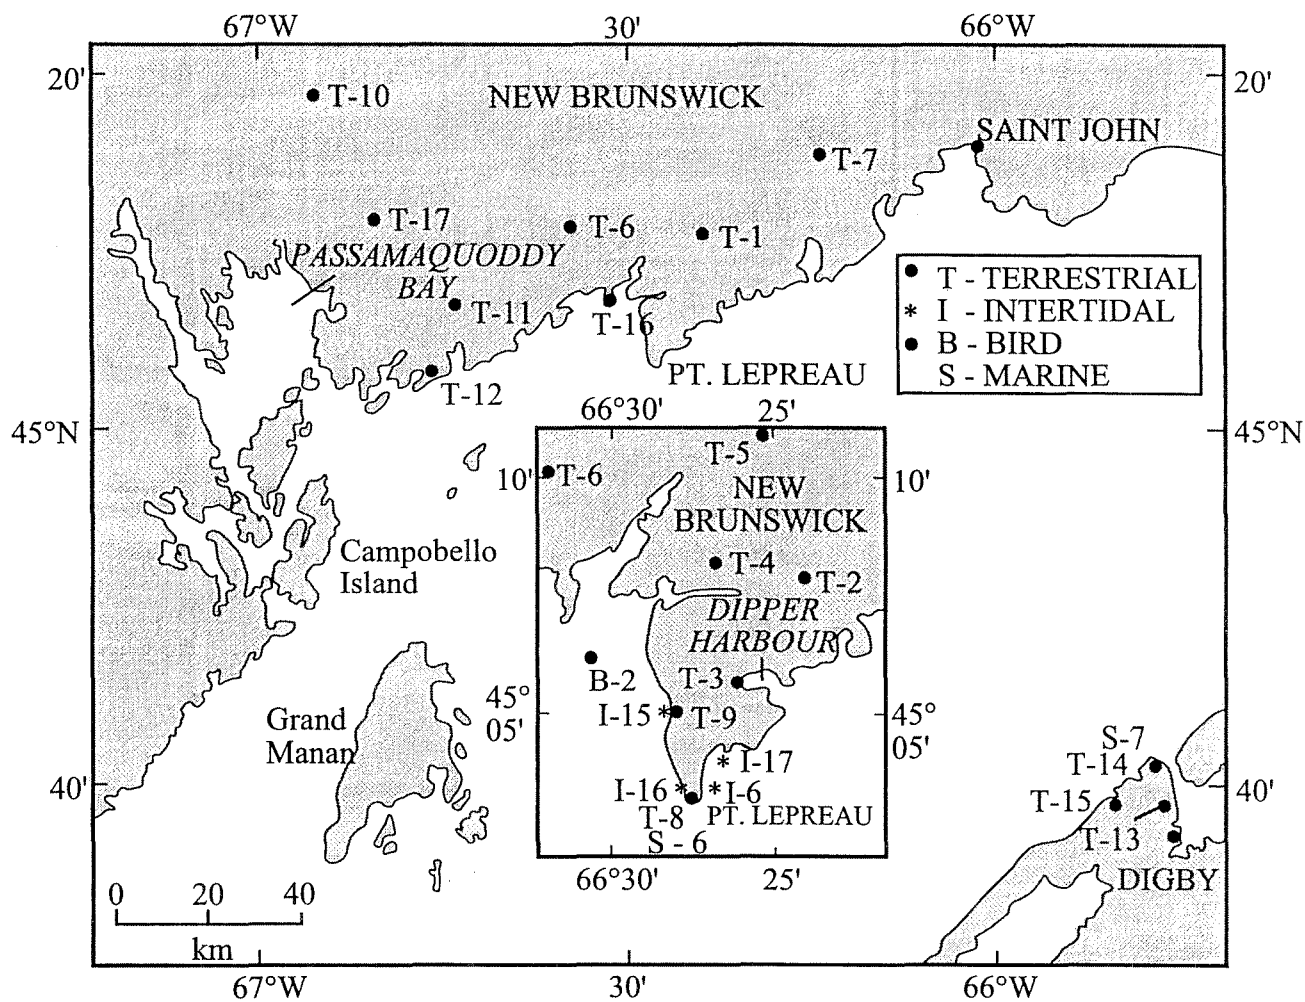 67°W 30' 66°W
20' 20'
T-10
NEW BRUNSWICK
SAINT JOHN
T-7
T-17
T-6
T-1
PASSAMAQUODDY
BAY
T-11
T-16
T-12
PT. LEPREAU
T - TERRESTRIAL
* I - INTERTIDAL
B - BIRD
S - MARINE
45°N 45°N
66°30' 25'
T-5
T-6
10' 10'
NEW
BRUNSWICK
T-4
T-2
DIPPER
HARBOUR
B-2
T-3
I-15 * T-9
45°
05'
45°
05'
* I-17
I-16 * * I-6
T-8 PT. LEPREAU
S - 6
66°30' 25'
Campobello
Island
Grand
Manan
40' 40'
S-7
T-14
T-15
T-13
DIGBY
0 20 40
km
67°W 30' 66°W